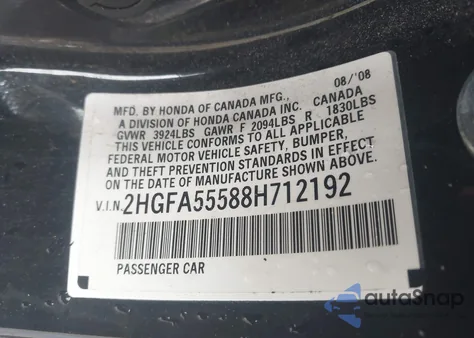 08/'08
MFD. BY HONDA OF CANADA MFG.,
A DIVISION OF HONDA CANADA INC. CANADA
GVWR 3924LBS GAWR F 2094LBS R 1830LBS
THIS VEHICLE CONFORMS TO ALL APPLICABLE
FEDERAL MOTOR VEHICLE SAFETY, BUMPER,
AND THEFT PREVENTION STANDARDS IN EFFECT
ON THE DATE OF MANUFACTURE SHOWN ABOVE.
V.I.N. 2HGFA55588H712192
PASSENGER CAR
autoSnap